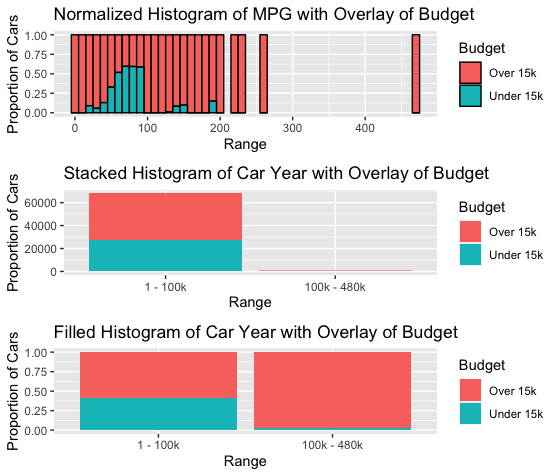 Normalized Histogram of MPG with Overlay of Budget
Proportion of Cars
1.00
0.75
0.50
0.25
0.00
0
100
200
300
400
Range
Budget
Over 15k
Under 15k
Stacked Histogram of Car Year with Overlay of Budget
Proportion of Cars
60000
40000
20000
0
1 - 100k
100k - 480k
Range
Budget
Over 15k
Under 15k
Filled Histogram of Car Year with Overlay of Budget
Proportion of Cars
1.00
0.75
0.50
0.25
0.00
1 - 100k
100k - 480k
Range
Budget
Over 15k
Under 15k